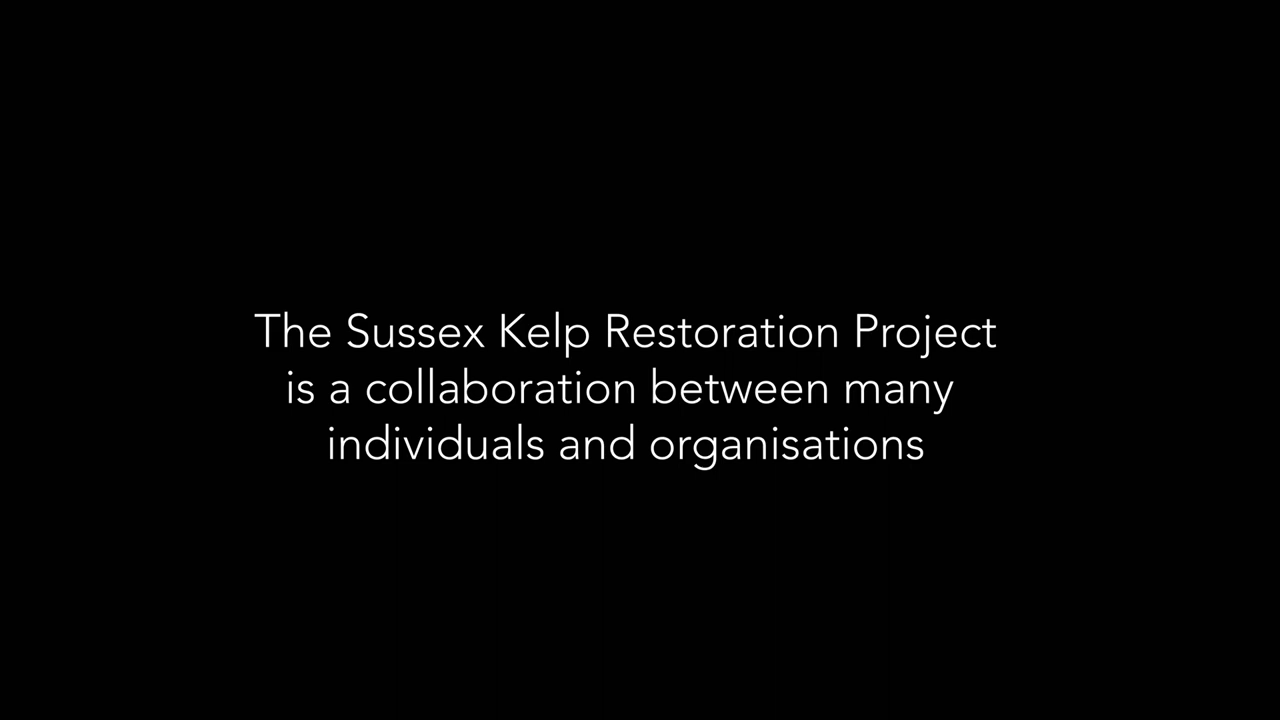 The Sussex Kelp Restoration Project
is a collaboration between many
individuals and organisations